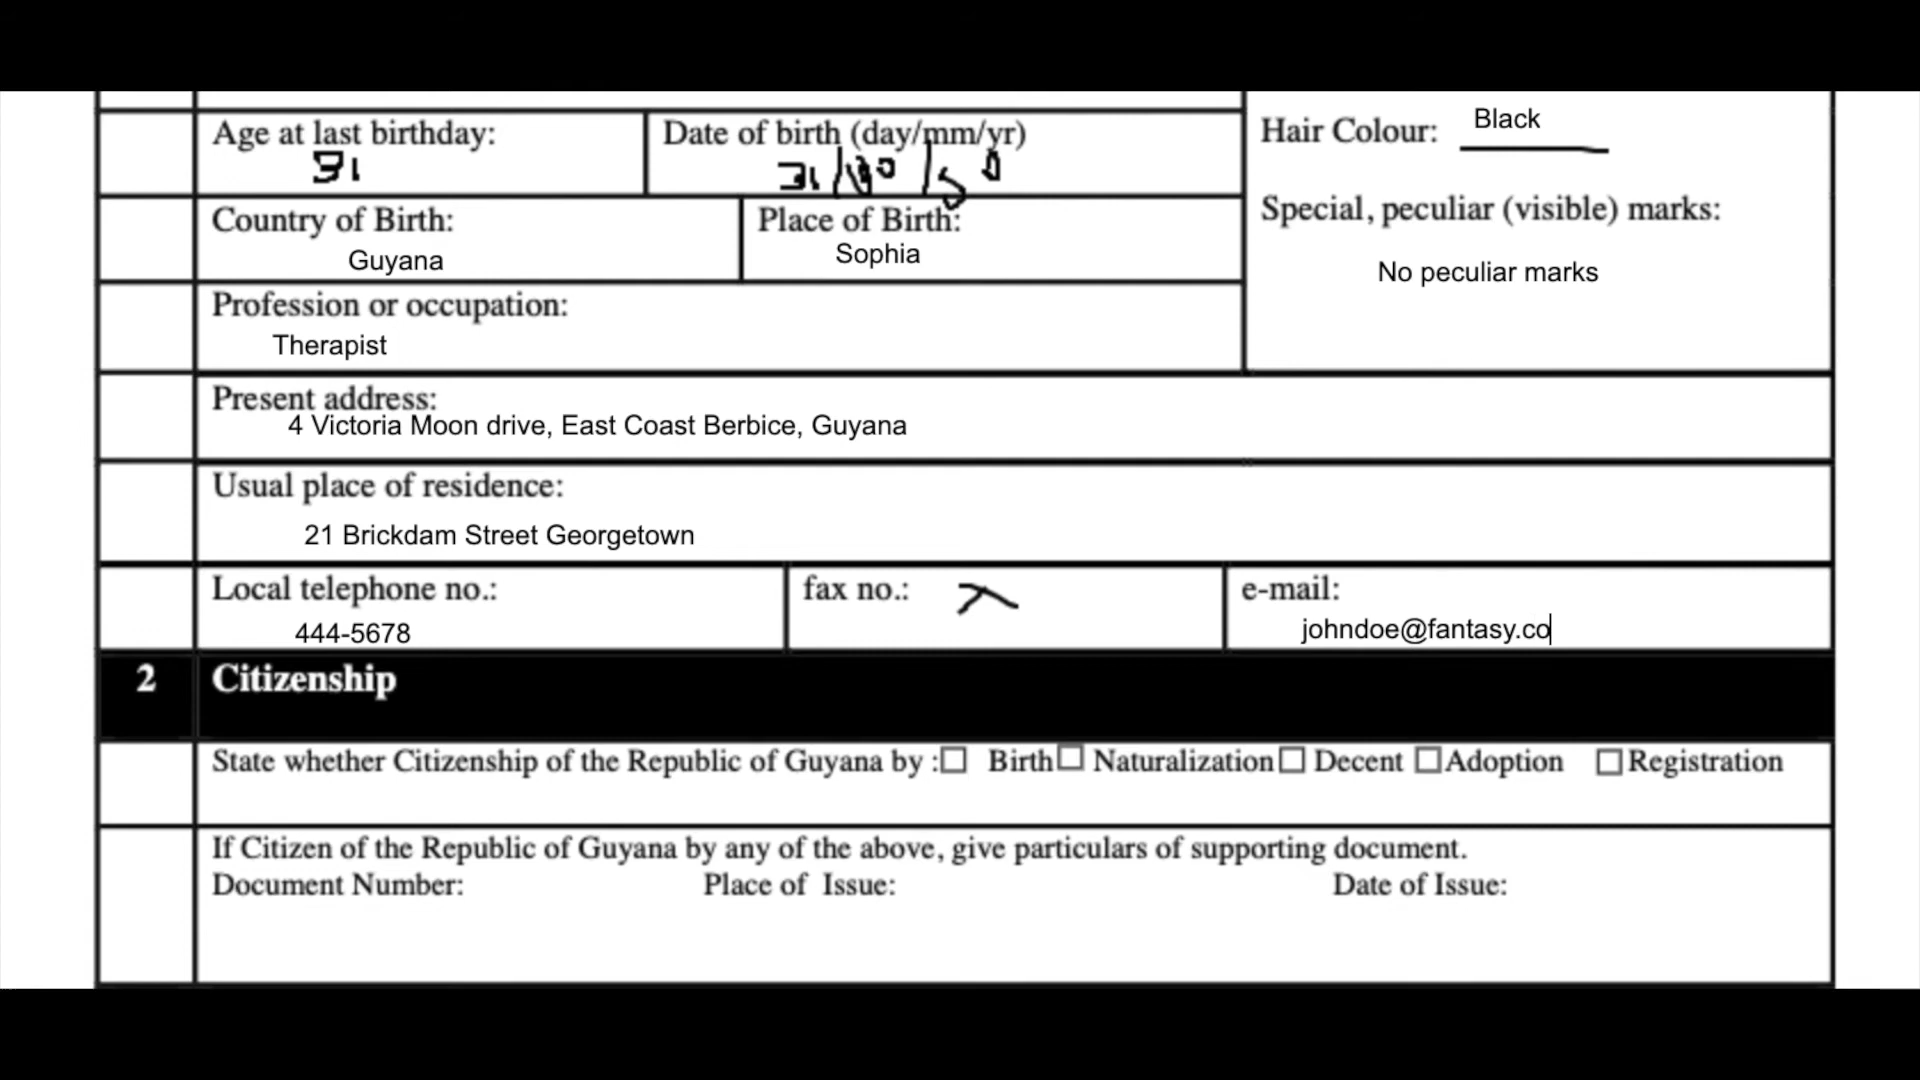 Age at last birthday:
31
Date of birth (day/mm/yr)
Hair Colour: Black
Country of Birth:
Guyana
Place of Birth:
Sophia
Special, peculiar (visible) marks:
No peculiar marks
Profession or occupation:
Therapist
Present address:
4 Victoria Moon drive, East Coast Berbice, Guyana
Usual place of residence:
21 Brickdam Street Georgetown
Local telephone no.:
444-5678
fax no.:
e-mail:
johndoe@fantasy.co
2 Citizenship
State whether Citizenship of the Republic of Guyana by : Birth Naturalization Decent Adoption Registration
If Citizen of the Republic of Guyana by any of the above, give particulars of supporting document.
Document Number: Place of Issue: Date of Issue: